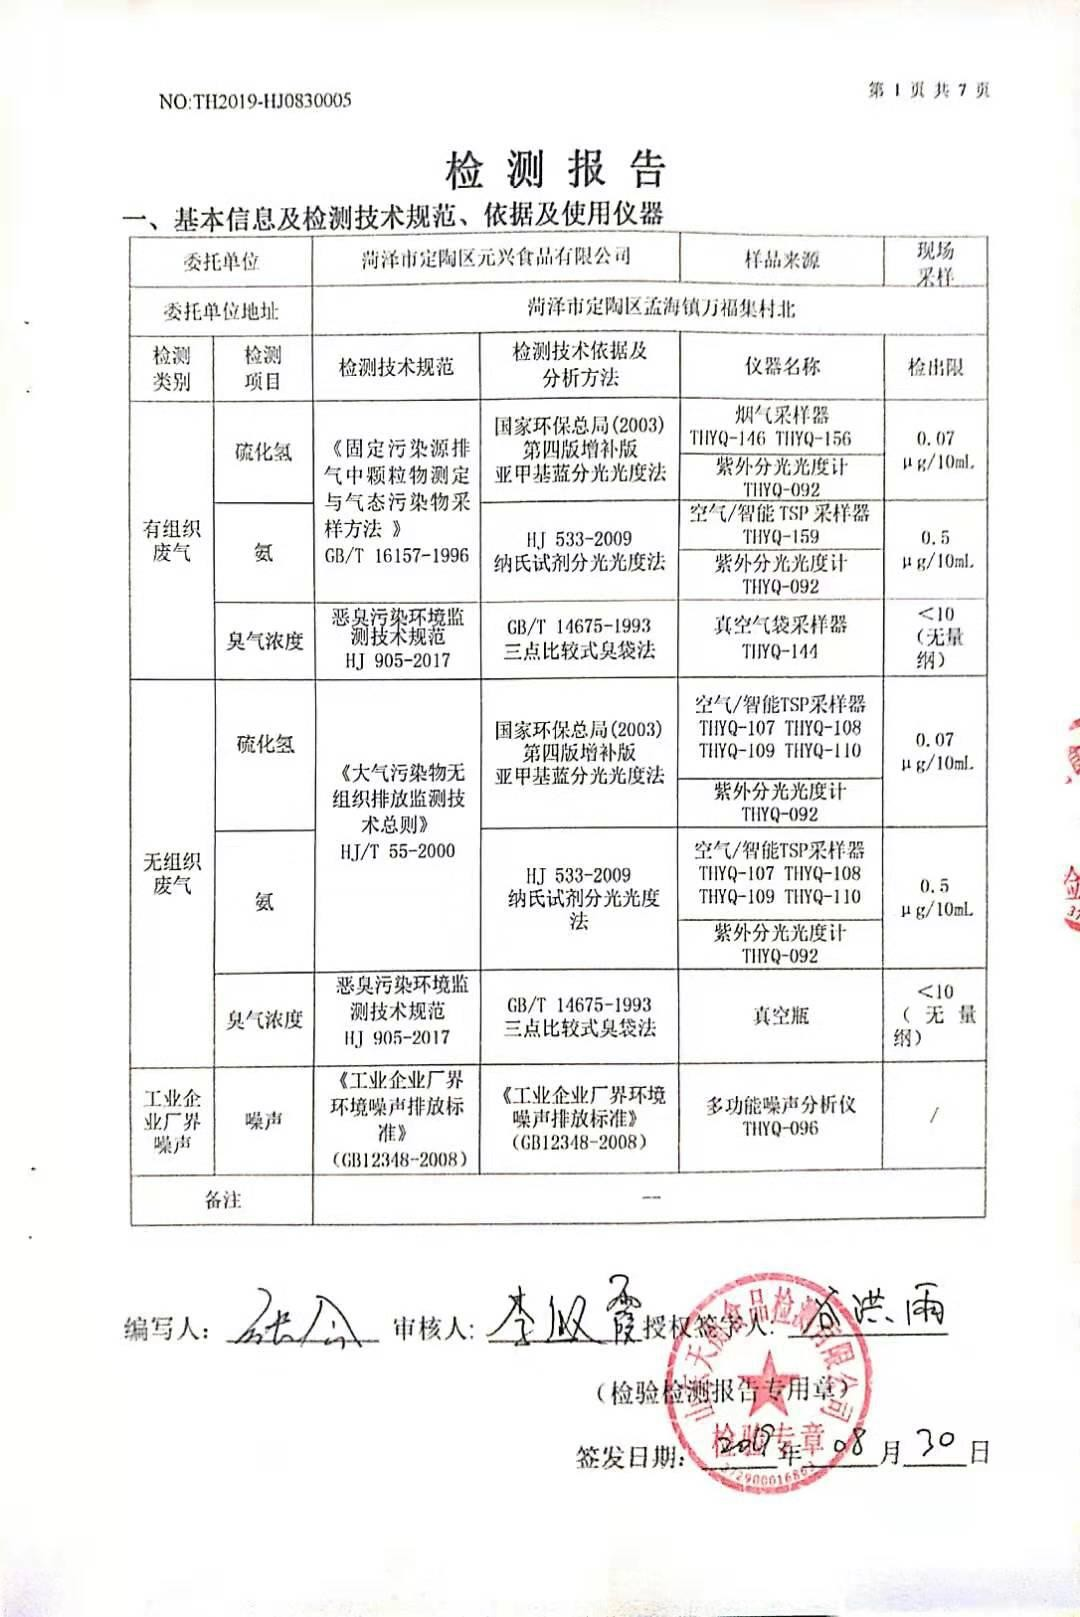 NO:TH2019-HJ0830005
第 1 页 共 7 页
检 测 报 告
一、基本信息及检测技术规范、依据及使用仪器
委托单位
菏泽市定陶区元兴食品有限公司
样品来源
现场
采样
委托单位地址
菏泽市定陶区孟海镇万福集村北
检测
类别
检测
项目
检测技术规范
检测技术依据及
分析方法
仪器名称
检出限
有组织
废气
硫化氢
《固定污染源排
气中颗粒物测定
与气态污染物采
样方法 》
GB/T 16157-1996
国家环保总局(2003)
第四版增补版
亚甲基蓝分光光度法
烟气采样器
THYQ-146 THYQ-156
紫外分光光度计
THYQ-092
0.07
μg/10mL
氨
HJ 533-2009
纳氏试剂分光光度法
空气/智能 TSP 采样器
THYQ-159
紫外分光光度计
THYQ-092
0.5
μg/10mL
臭气浓度
恶臭污染环境监
测技术规范
HJ 905-2017
GB/T 14675-1993
三点比较式臭袋法
真空气袋采样器
THYQ-144
<10
（无量
纲）
无组织
废气
硫化氢
《大气污染物无
组织排放监测技
术总则》
HJ/T 55-2000
国家环保总局(2003)
第四版增补版
亚甲基蓝分光光度法
空气/智能TSP采样器
THYQ-107 THYQ-108
THYQ-109 THYQ-110
紫外分光光度计
THYQ-092
0.07
μg/10mL
氨
HJ 533-2009
纳氏试剂分光光度
法
空气/智能TSP采样器
THYQ-107 THYQ-108
THYQ-109 THYQ-110
紫外分光光度计
THYQ-092
0.5
μg/10mL
臭气浓度
恶臭污染环境监
测技术规范
HJ 905-2017
GB/T 14675-1993
三点比较式臭袋法
真空瓶
<10
（ 无 量
纲）
工业企
业厂界
噪声
噪声
《工业企业厂界
环境噪声排放标
准》
（GB12348-2008）
《工业企业厂界环境
噪声排放标准》
（GB12348-2008）
多功能噪声分析仪
THYQ-096
/
备注
--
编写人：
审核人: 李俊霞
授权签字人: 谷洪雨
（检验检测报告专用章）
山东天测食品检测有限公司
检验专章
签发日期: 2019 年 08 月 30 日